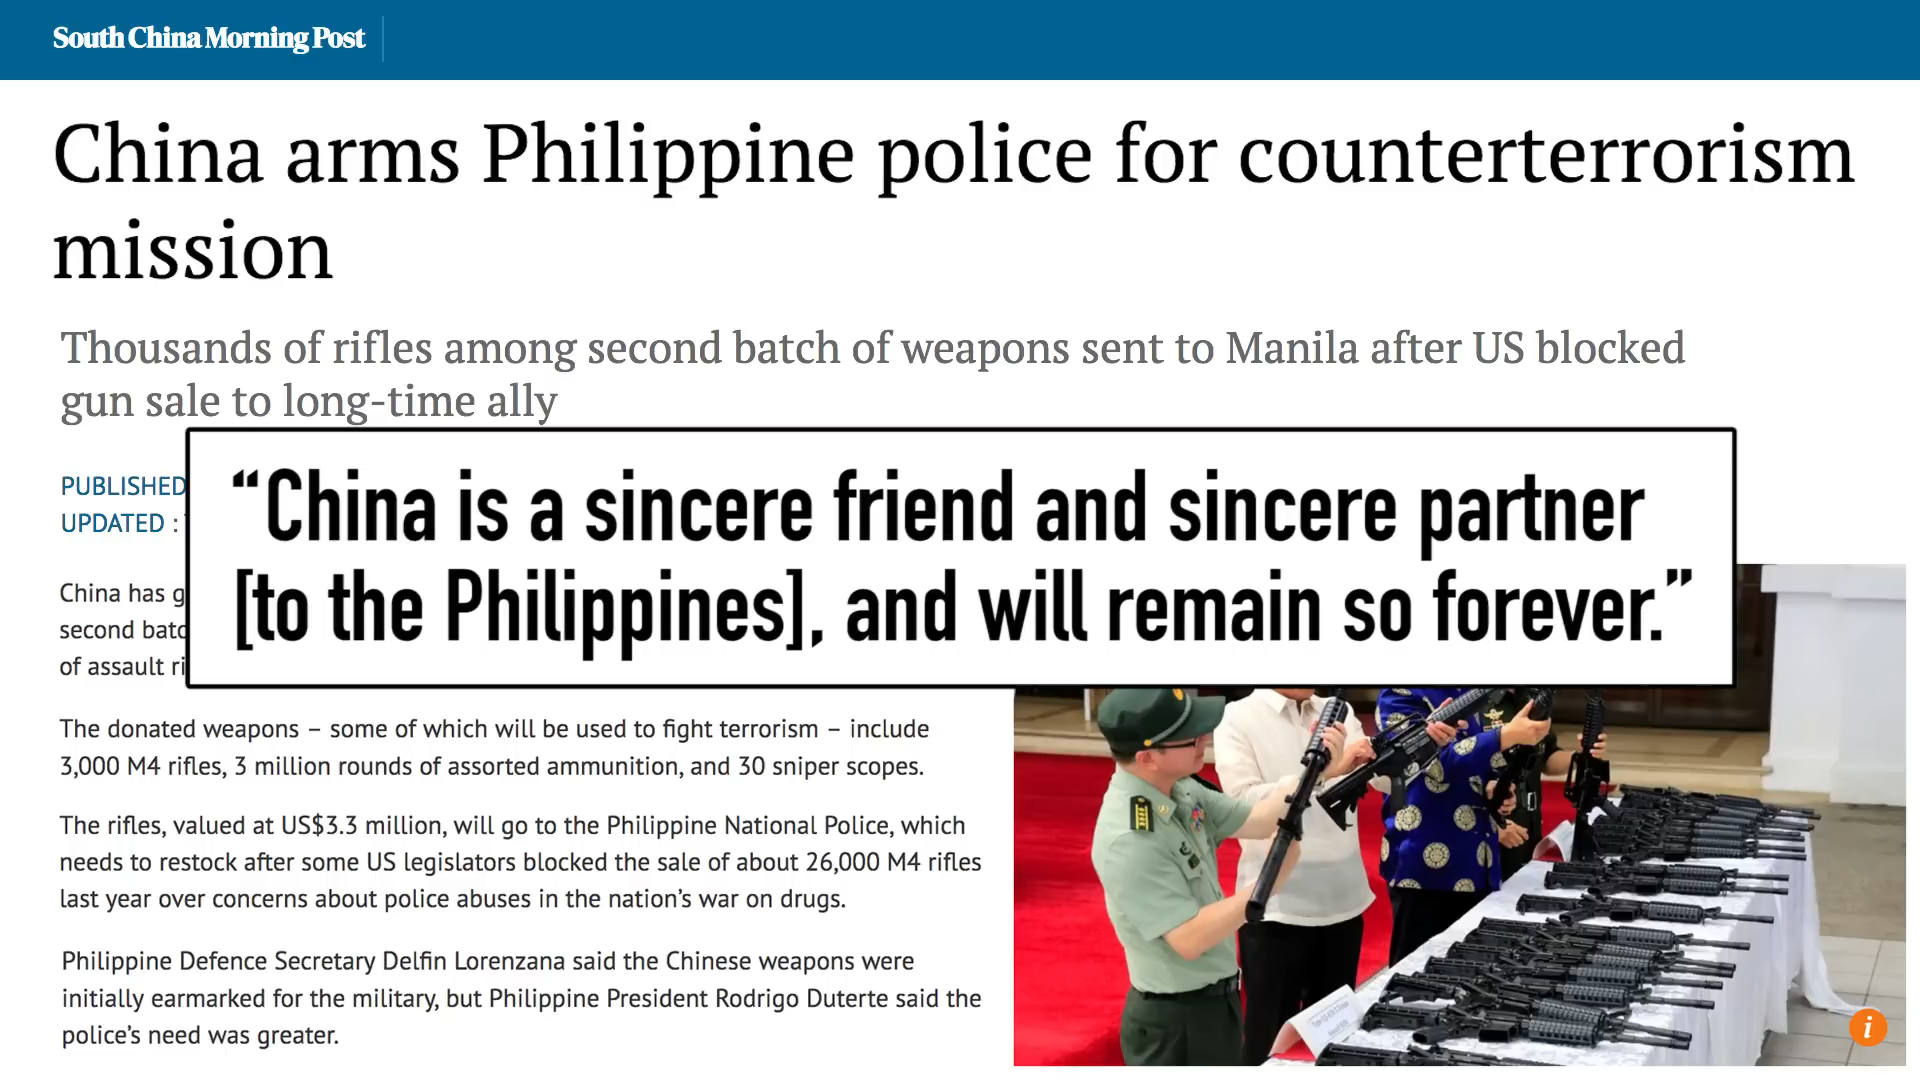 South China Morning Post
China arms Philippine police for counterterrorism
mission
Thousands of rifles among second batch of weapons sent to Manila after US blocked
gun sale to long-time ally
PUBLISHED
UPDATED :
“China is a sincere friend and sincere partner
[to the Philippines], and will remain so forever.”
China has g
second batc
of assault ri
The donated weapons – some of which will be used to fight terrorism – include
3,000 M4 rifles, 3 million rounds of assorted ammunition, and 30 sniper scopes.
The rifles, valued at US$3.3 million, will go to the Philippine National Police, which
needs to restock after some US legislators blocked the sale of about 26,000 M4 rifles
last year over concerns about police abuses in the nation’s war on drugs.
Philippine Defence Secretary Delfin Lorenzana said the Chinese weapons were
initially earmarked for the military, but Philippine President Rodrigo Duterte said the
police’s need was greater.
i